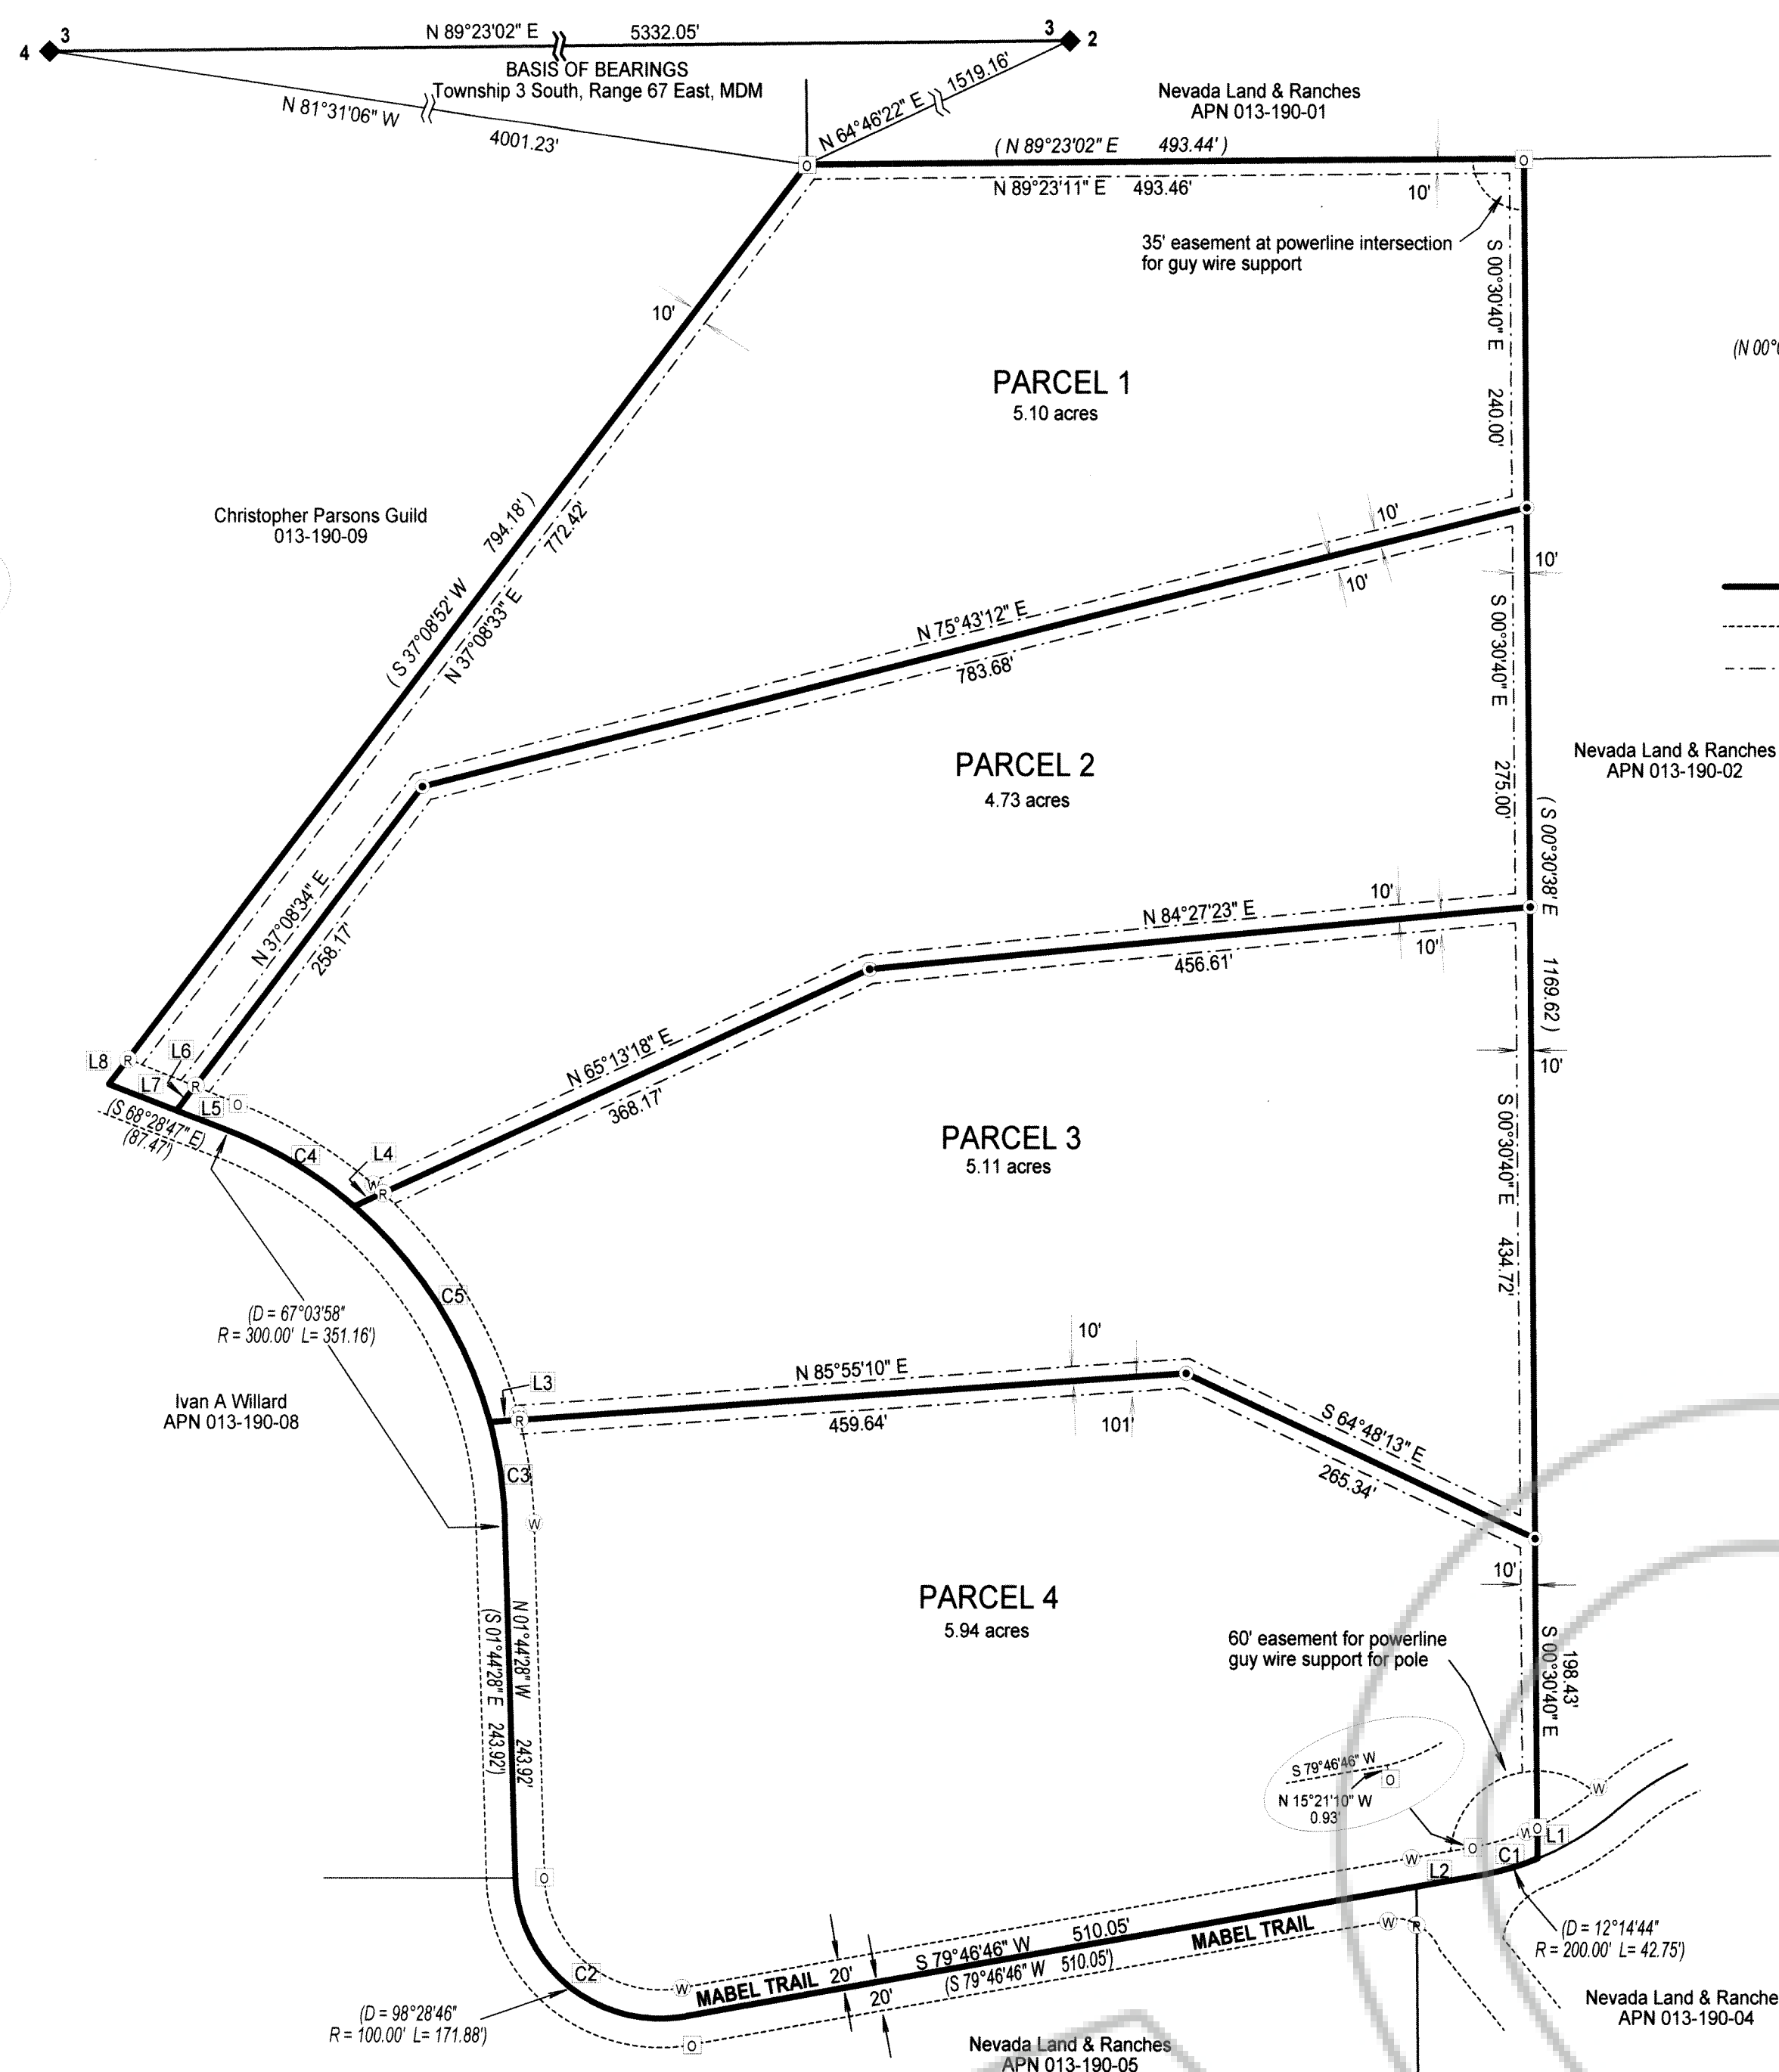 3
4
N 89°23'02" E 5332.05'
3
2
BASIS OF BEARINGS
Township 3 South, Range 67 East, MDM
N 81°31'06" W
4001.23'
N 64°46'22" E 1519.16'
Nevada Land & Ranches
APN 013-190-01
( N 89°23'02" E 493.44' )
O
O
N 89°23'11" E 493.46'
10'
35' easement at powerline intersection
for guy wire support
S 00°30'40" E 240.00'
(N 00°
10'
PARCEL 1
5.10 acres
Christopher Parsons Guild
013-190-09
( S 37°08'52' W 794.18' )
N 37°08'33" E 772.42'
10'
10'
10'
N 75°43'12" E
783.68'
S 00°30'40" E 275.00'
Nevada Land & Ranches
APN 013-190-02
PARCEL 2
4.73 acres
( S 00°30'38' E 1169.62' )
N 37°08'34" E
258.17'
10'
N 84°27'23" E
10'
456.61'
L8
R
L6
L7
R
L5
O
(S 68°28'47" E)
(87.47')
N 65°13'18" E
368.17'
10'
C4
L4
W
R
S 00°30'40" E 434.72'
PARCEL 3
5.11 acres
C5
(D = 67°03'58"
R = 300.00' L= 351.16')
10'
N 85°55'10" E
L3
R
459.64'
101'
Ivan A Willard
APN 013-190-08
S 64°48'13" E
265.34'
C3
W
10'
PARCEL 4
5.94 acres
N 01°44'28" W 243.92'
(S 01°44'28" E 243.92')
60' easement for powerline
guy wire support for pole
198.43'
S 00°30'40" E
S 79°46'46" W
O
N 15°21'10" W
0.93'
W
W
O
L1
O
W
C1
L2
O
510.05'
S 79°46'46" W
MABEL TRAIL
W
R
(D = 12°14'44"
R = 200.00' L= 42.75')
C2
W
MABEL TRAIL
20'
(S 79°46'46" W 510.05')
20'
(D = 98°28'46"
R = 100.00' L= 171.88')
O
Nevada Land & Ranche
APN 013-190-04
Nevada Land & Ranches
APN 013-190-05